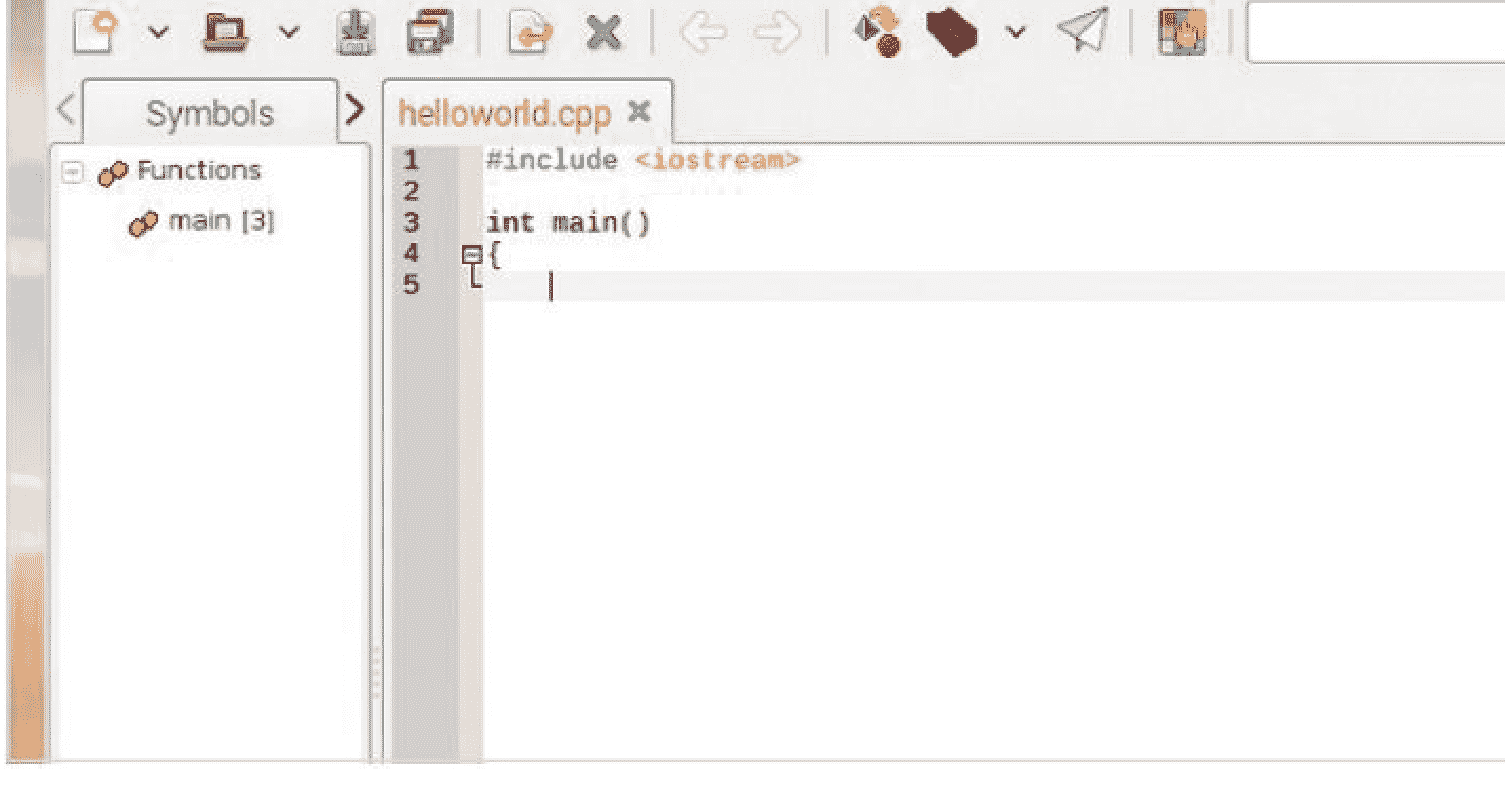 Symbols
helloworld.cpp
Functions
main [3]
1 #include <iostream>
2
3 int main()
4 {
5